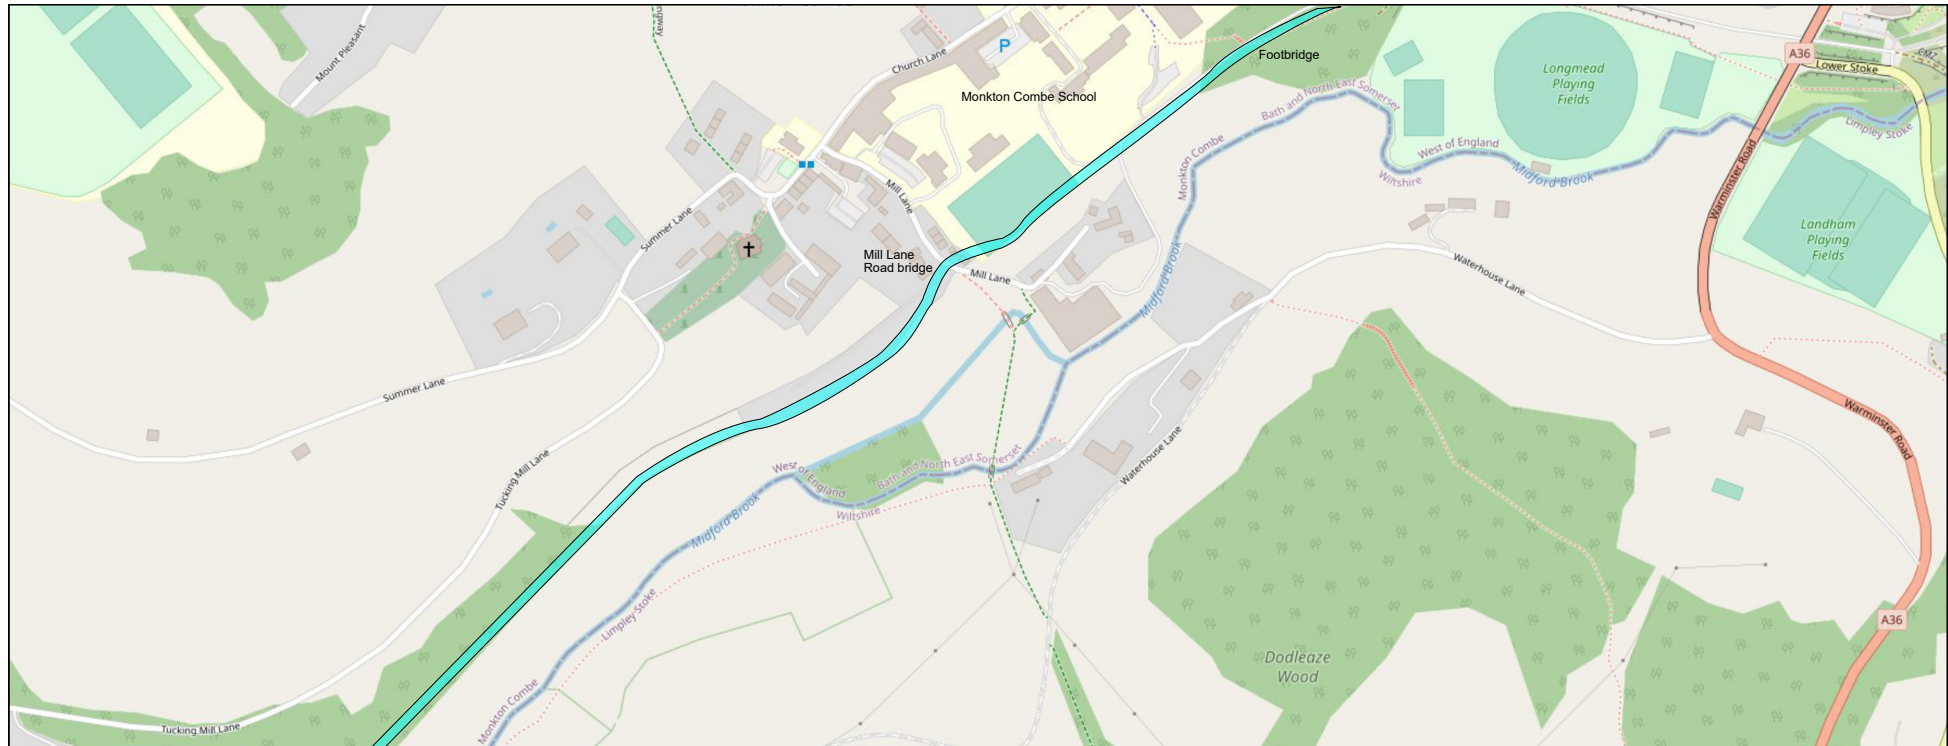 ngway
Mount Pleasant
Church Lane
P
Footbridge
Monkton Combe School
Longmead
Playing
Fields
A36
Lower Stoke
CMZ
Limpley Stoke
Bath and North East Somerset
West of England
Wiltshire
Midford Brook
Monkton Combe
Mill Lane
Summer Lane
Warminster Road
Landham
Playing
Fields
Mill Lane
Road bridge
Mill Lane
Midford Brook
Waterhouse Lane
Summer Lane
Warminster Road
Tucking Mill Lane
Waterhouse Lane
West of
England
Bath and North East Somerset
Wiltshire
Midford Brook
Limpley Stoke
A36
Dodleaze
Wood
Monkton Combe
Tucking Mill Lane